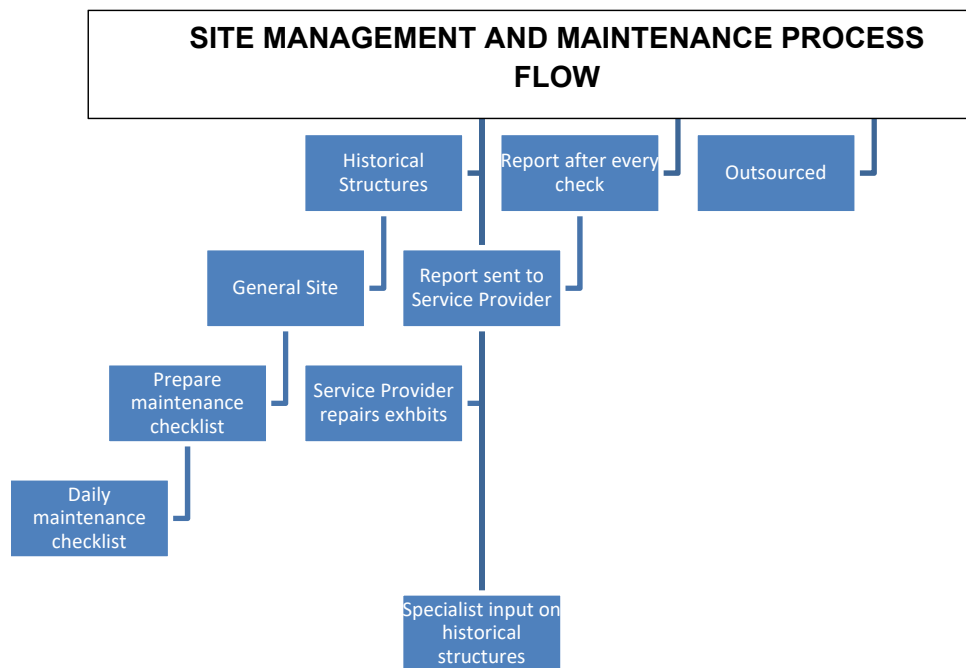 SITE MANAGEMENT AND MAINTENANCE PROCESS
FLOW
Historical
Structures
Report after every
check
Outsourced
General Site
Report sent to
Service Provider
Prepare
maintenance
checklist
Service Provider
repairs exhbits
Daily
maintenance
checklist
Specialist input on
historical
structures